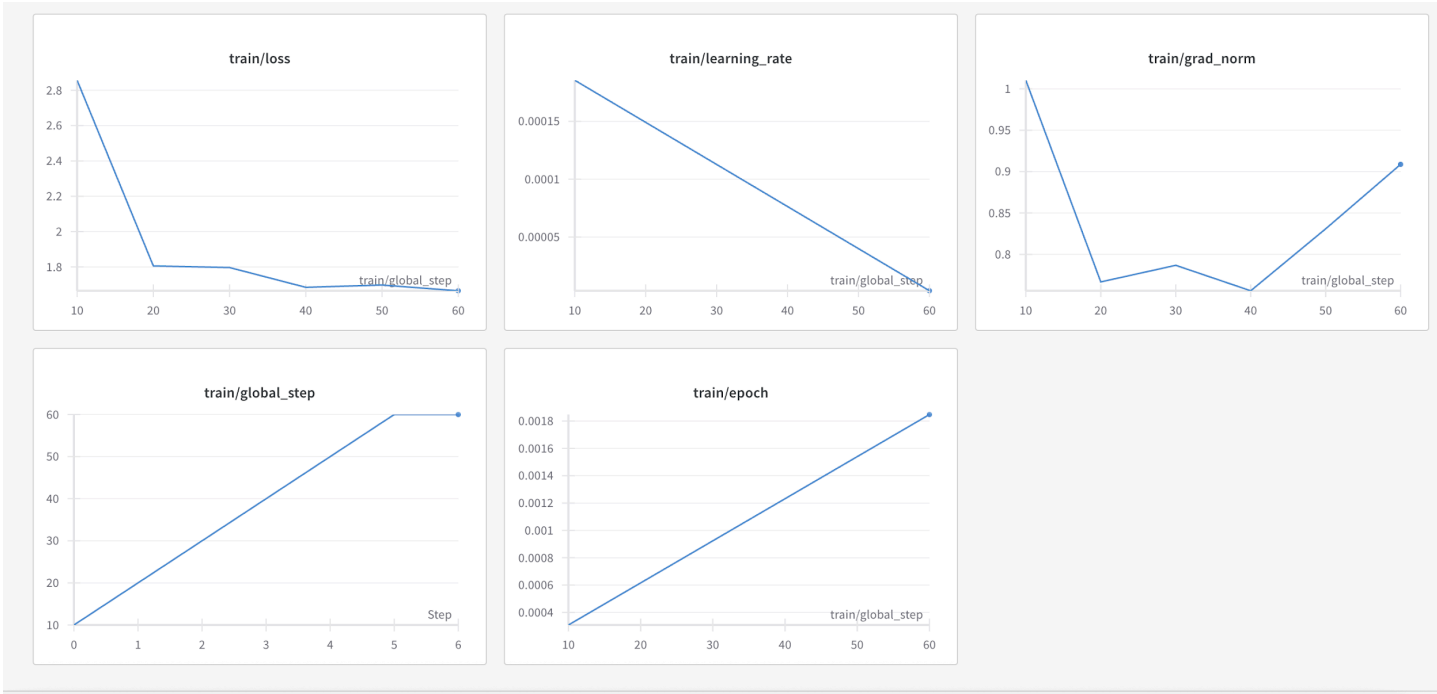 train/loss
2.8
2.6
2.4
2.2
2
1.8
train/global_step
10 20 30 40 50 60
train/learning_rate
0.00015
0.0001
0.00005
train/global_step
10 20 30 40 50 60
train/grad_norm
1
0.95
0.9
0.85
0.8
train/global_step
10 20 30 40 50 60
train/global_step
60
50
40
30
20
10
Step
0 1 2 3 4 5 6
train/epoch
0.0018
0.0016
0.0014
0.0012
0.001
0.0008
0.0006
0.0004
train/global_step
10 20 30 40 50 60